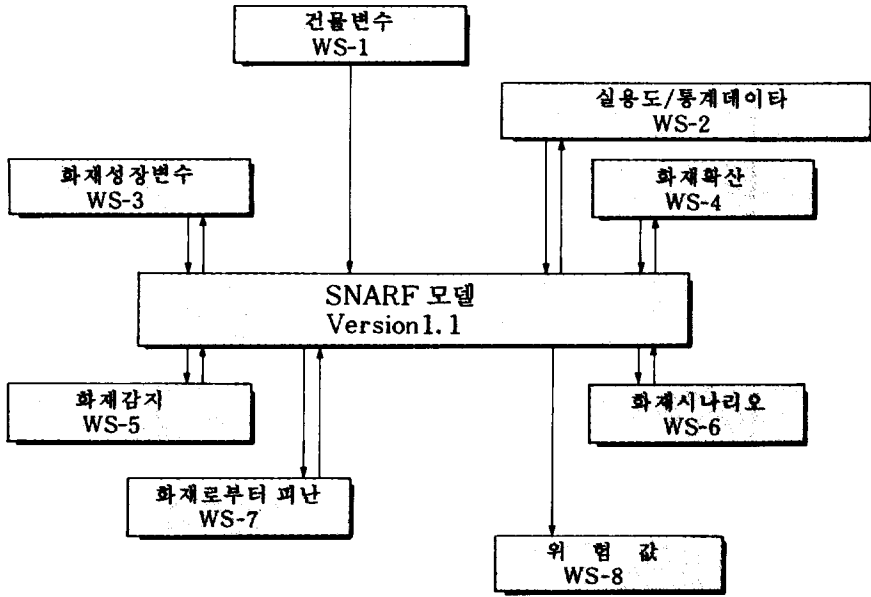 건물변수
WS-1
실용도/통계데이타
WS-2
화재성장변수
WS-3
화재확산
WS-4
SNARF 모델
Version1.1
화재감지
WS-5
화재시나리오
WS-6
화재로부터 피난
WS-7
위 험 값
WS-8